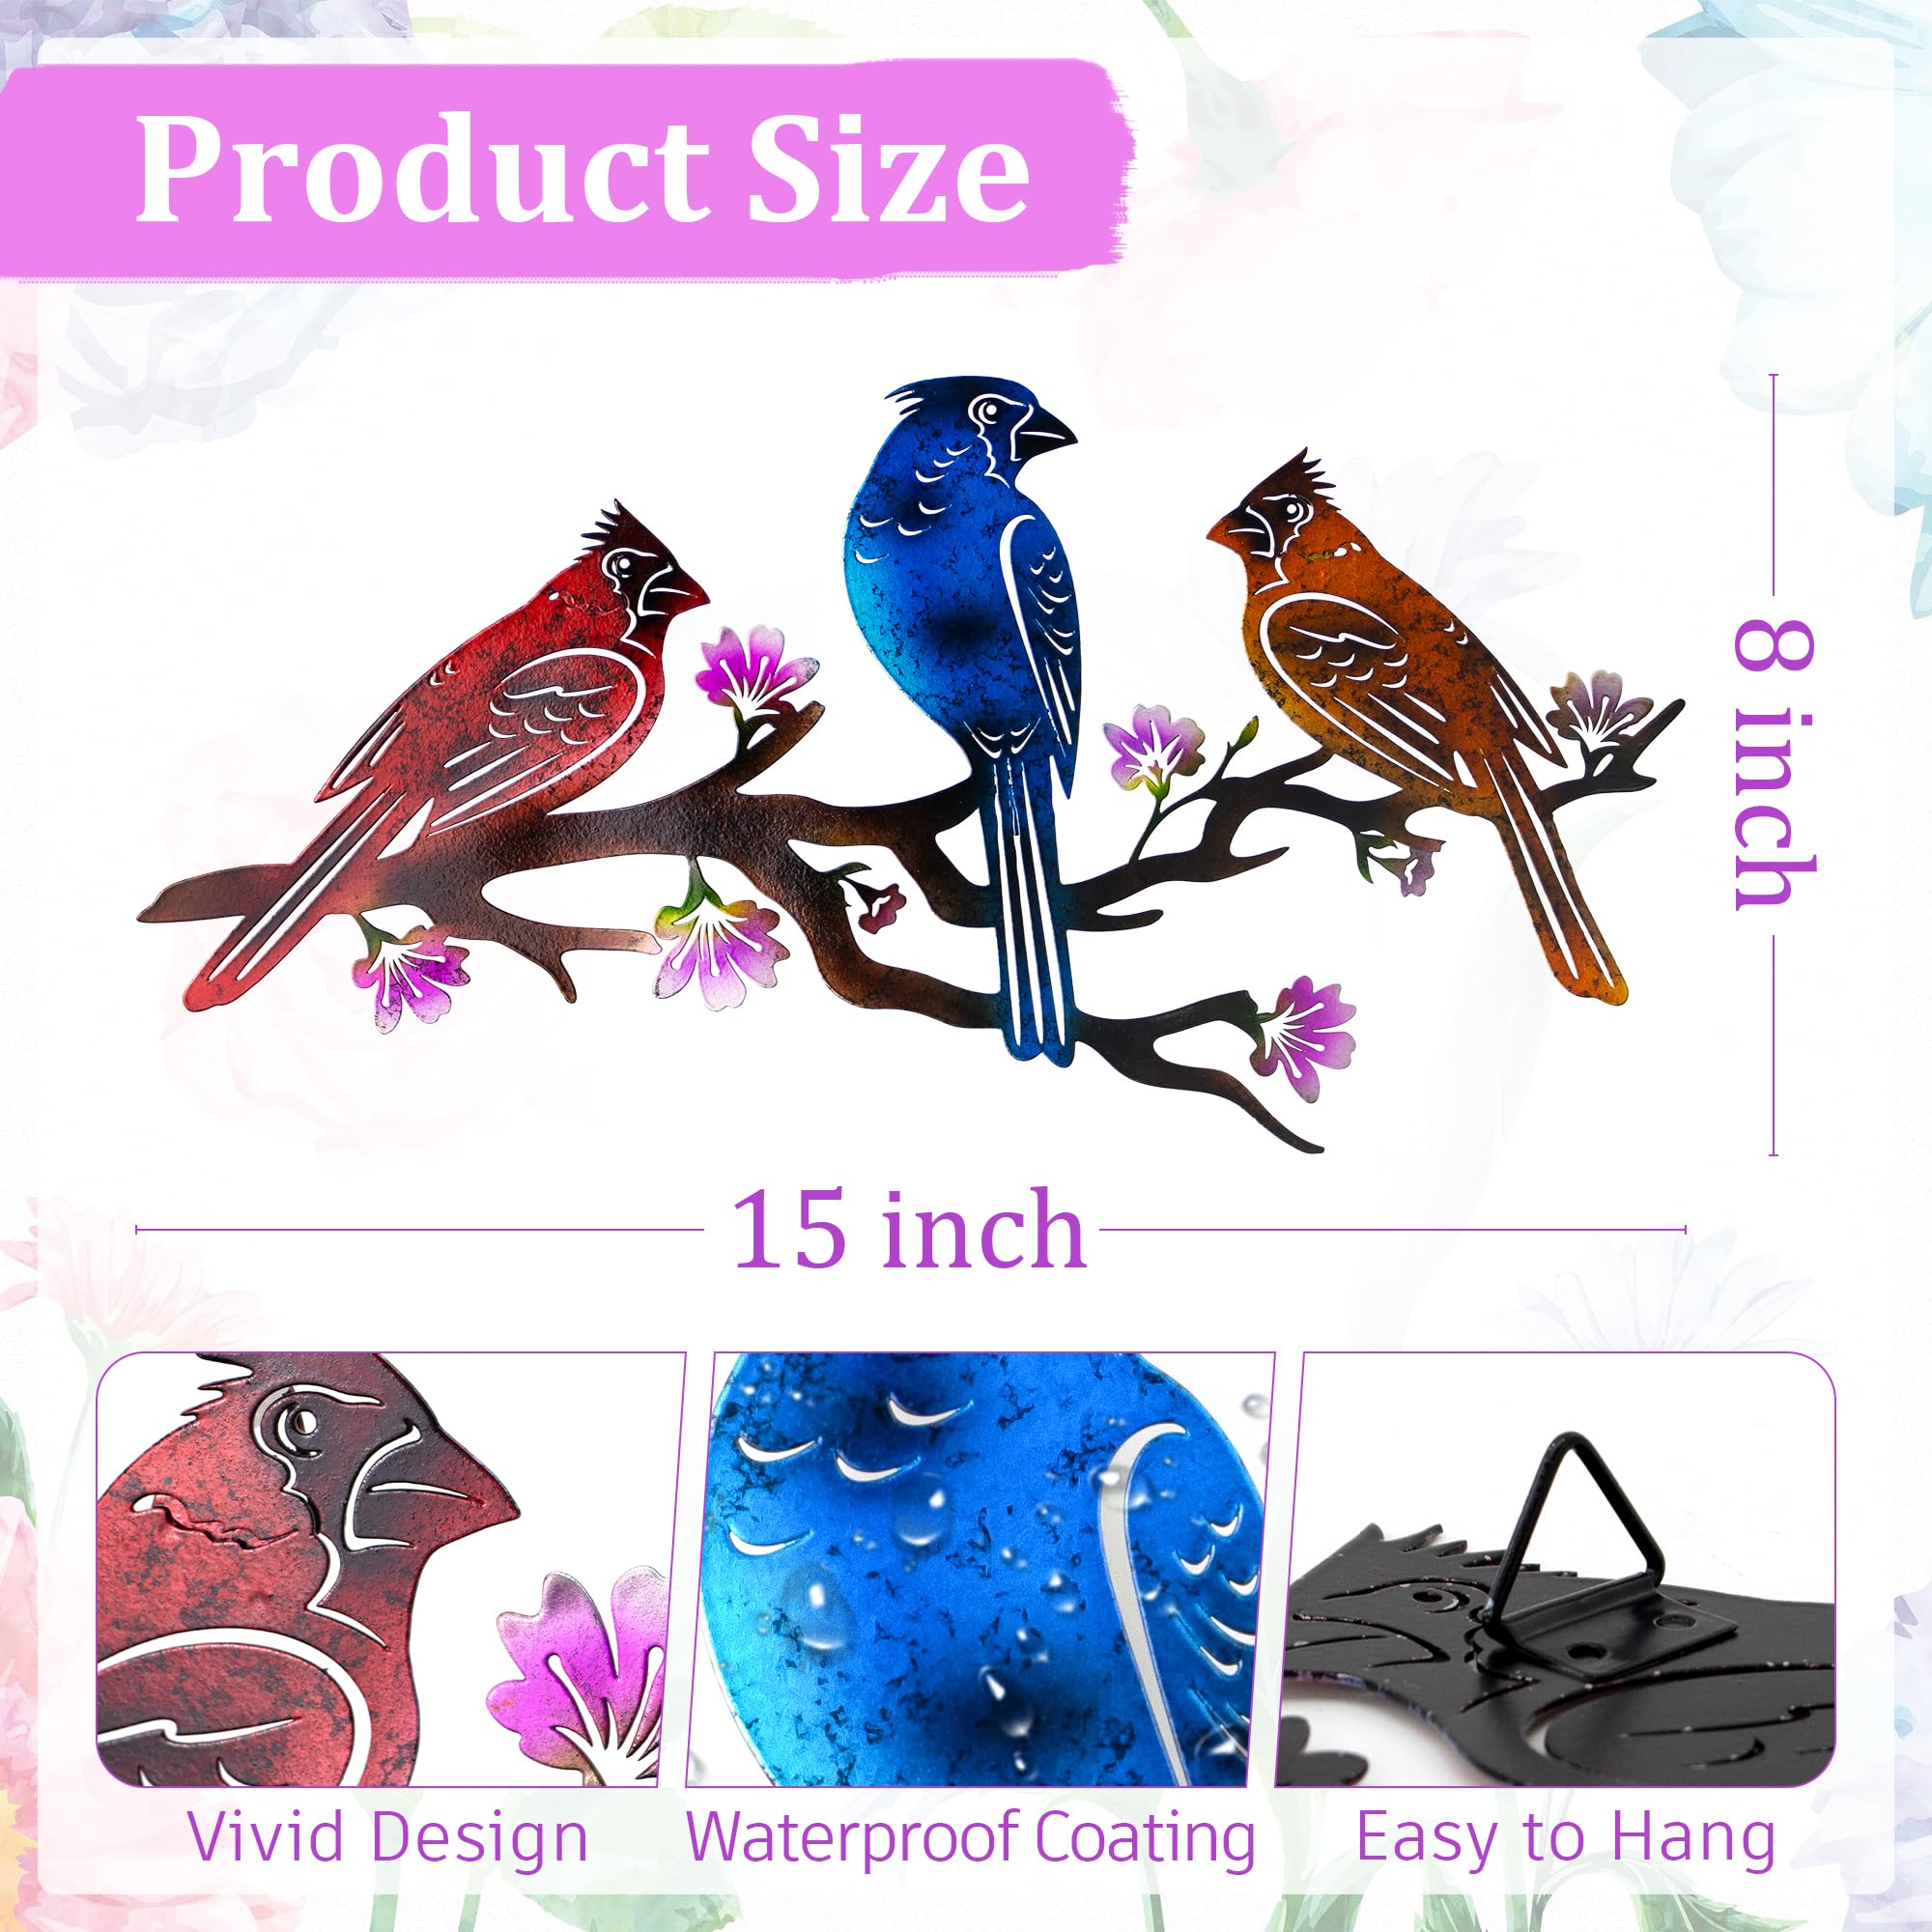 Product Size
8 inch
15 inch
Vivid Design
Waterproof Coating
Easy to Hang